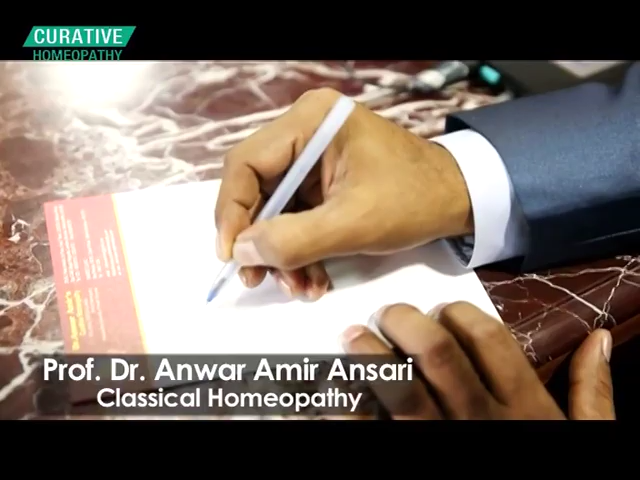 CURATIVE
HOMEOPATHY
Prof. Dr. Anwar Amir Ansari
Classical Homeopathy